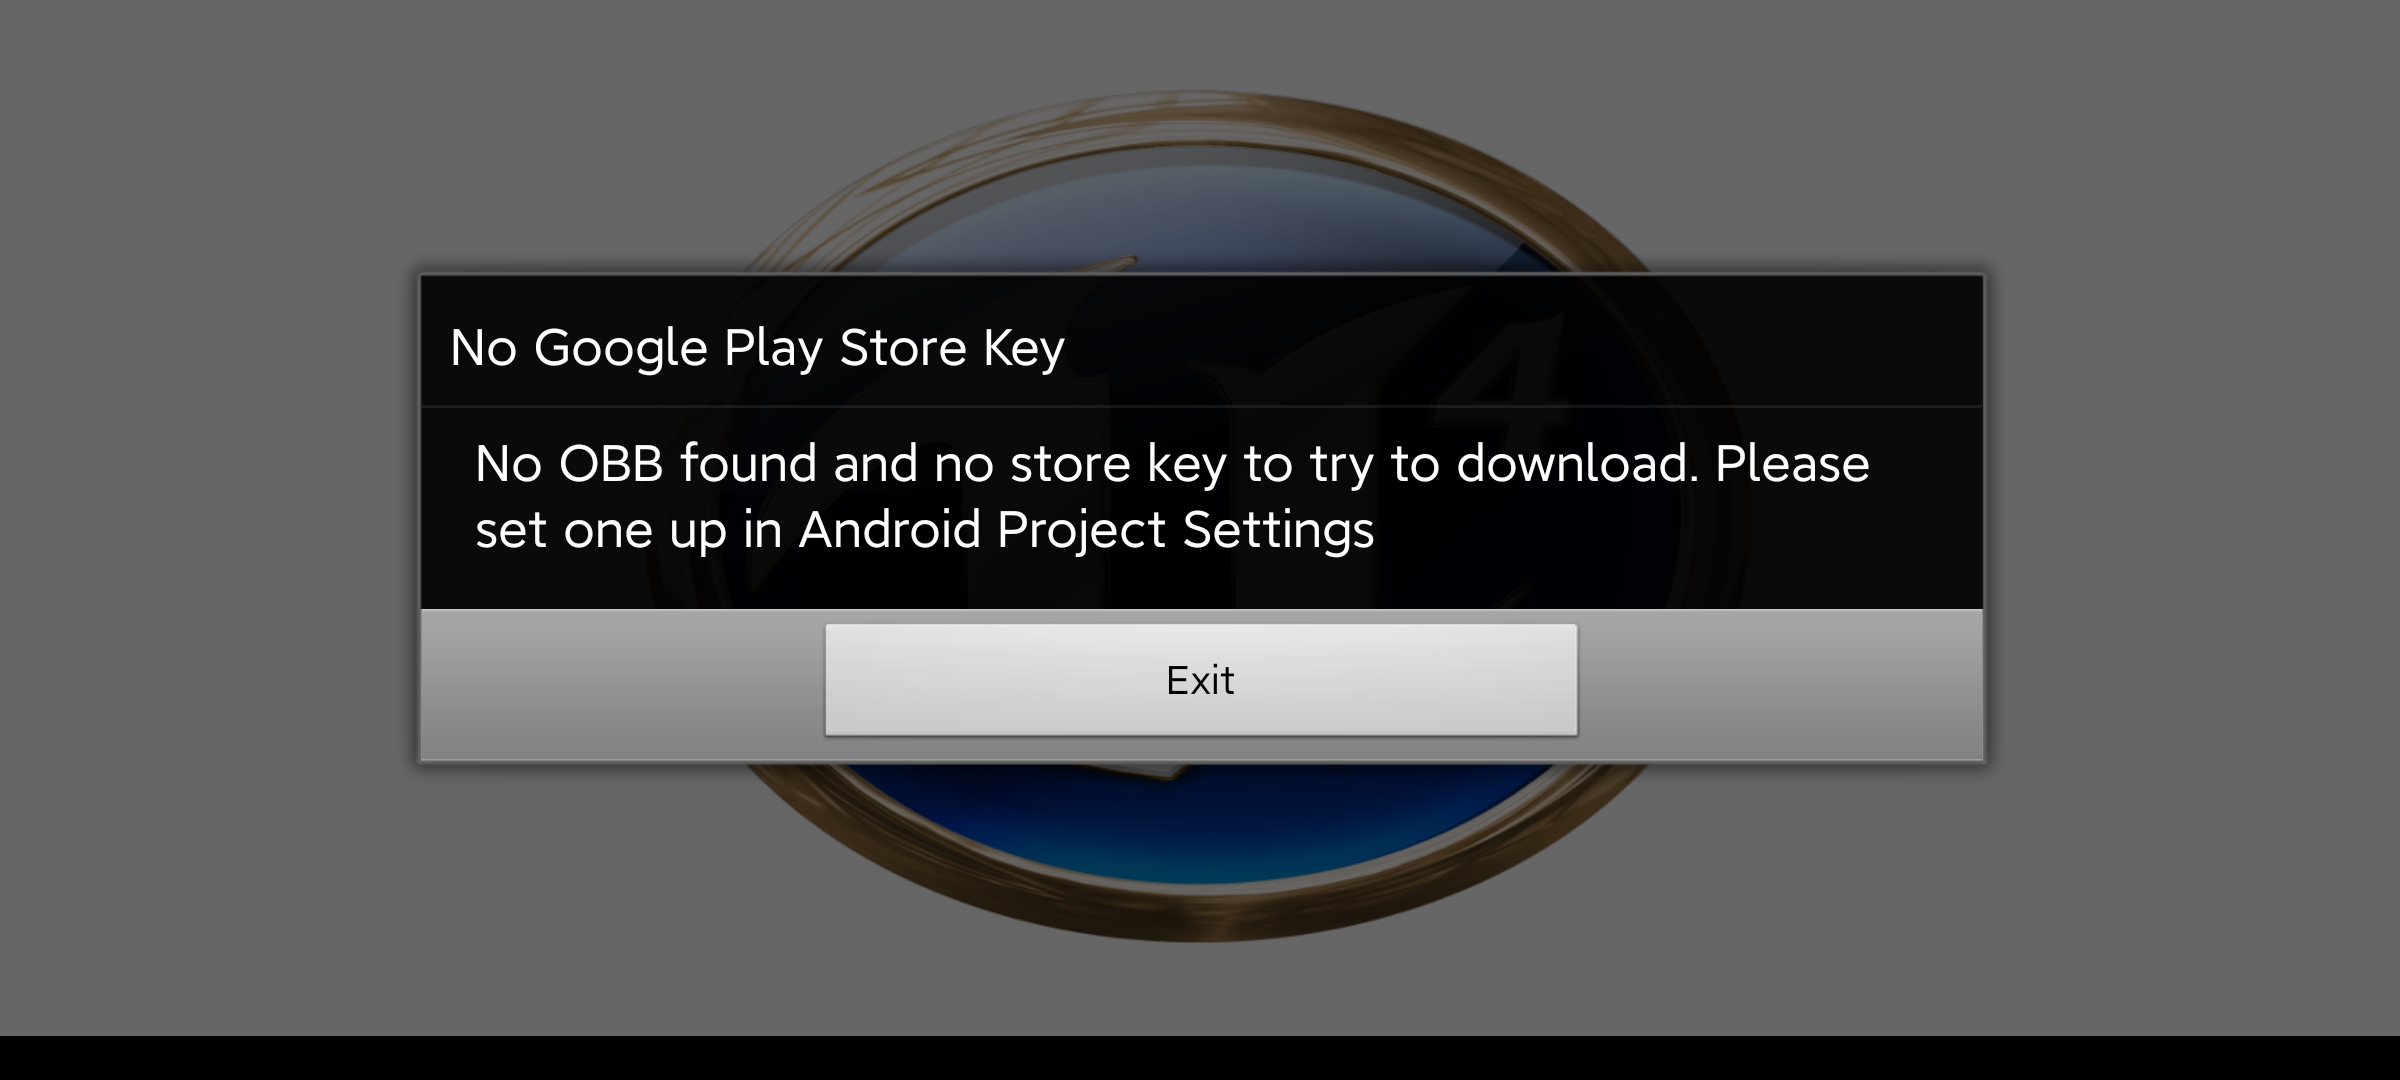 No Google Play Store Key
4
No OBB found and no store key to try to download. Please
set one up in Android Project Settings
Exit